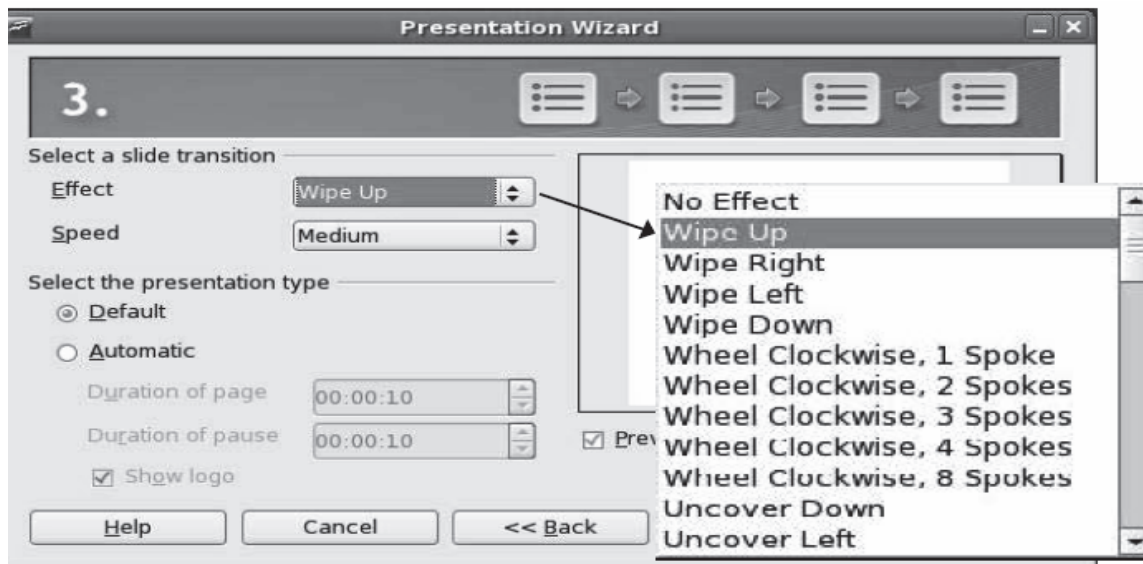 Presentation Wizard
3.
Select a slide transition
Effect
Wipe Up
Speed
Medium
Select the presentation type
Default
Automatic
Duration of page
00:00:10
Duration of pause
00:00:10
Show logo
Prev
Help
Cancel
<< Back
No Effect
Wipe Up
Wipe Right
Wipe Left
Wipe Down
Wheel Clockwise, 1 Spoke
Wheel Clockwise, 2 Spokes
Wheel Clockwise, 3 Spokes
Wheel Clockwise, 4 Spokes
Wheel Clockwise, 8 Spokes
Uncover Down
Uncover Left